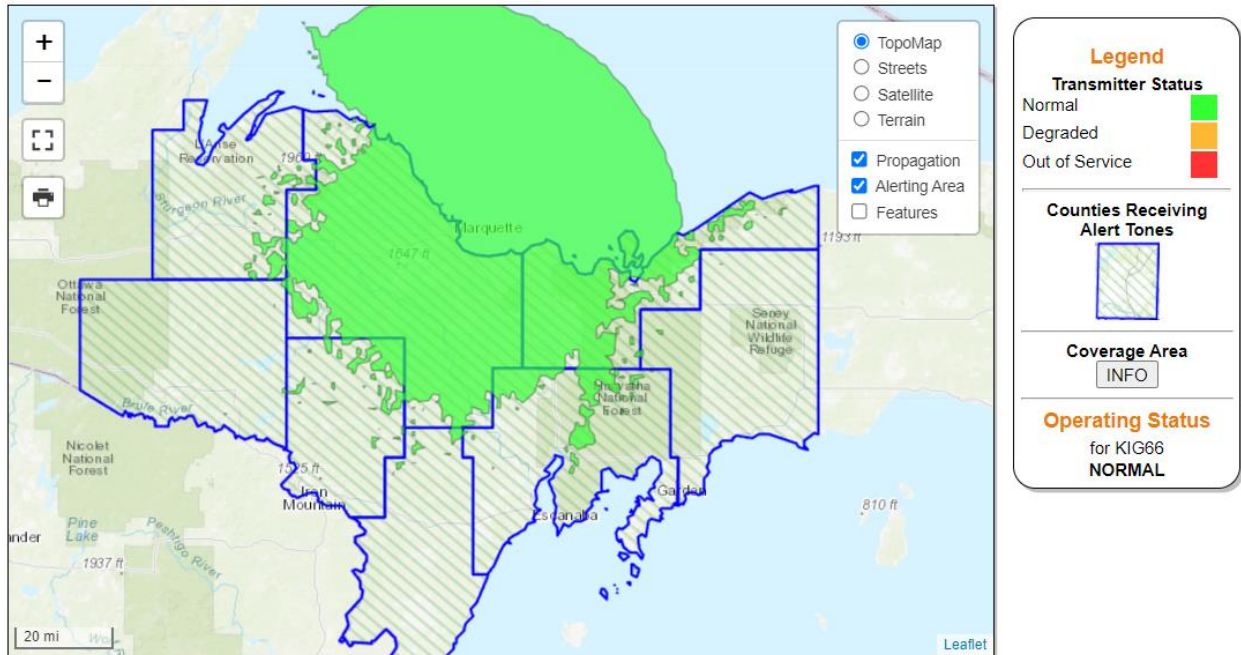 +
−
TopoMap
Streets
Satellite
Terrain
Propagation
Alerting Area
Features
L'Anse
Reservation
1960 ft
Sturgeon River
Marquette
1647 ft
1193 ft
Ottawa
National
Forest
Seney
National
Wildlife
Refuge
Hiawatha
National
Forest
Brule River
Nicolet
National
Forest
1525 ft
Iron
Mountain
Garden
Escanaba
810 ft
Pine
Lake
Peshtigo River
ander
1937 ft
20 mi
Leaflet
Legend
Transmitter Status
Normal
Degraded
Out of Service
Counties Receiving
Alert Tones
Coverage Area
INFO
Operating Status
for KIG66
NORMAL